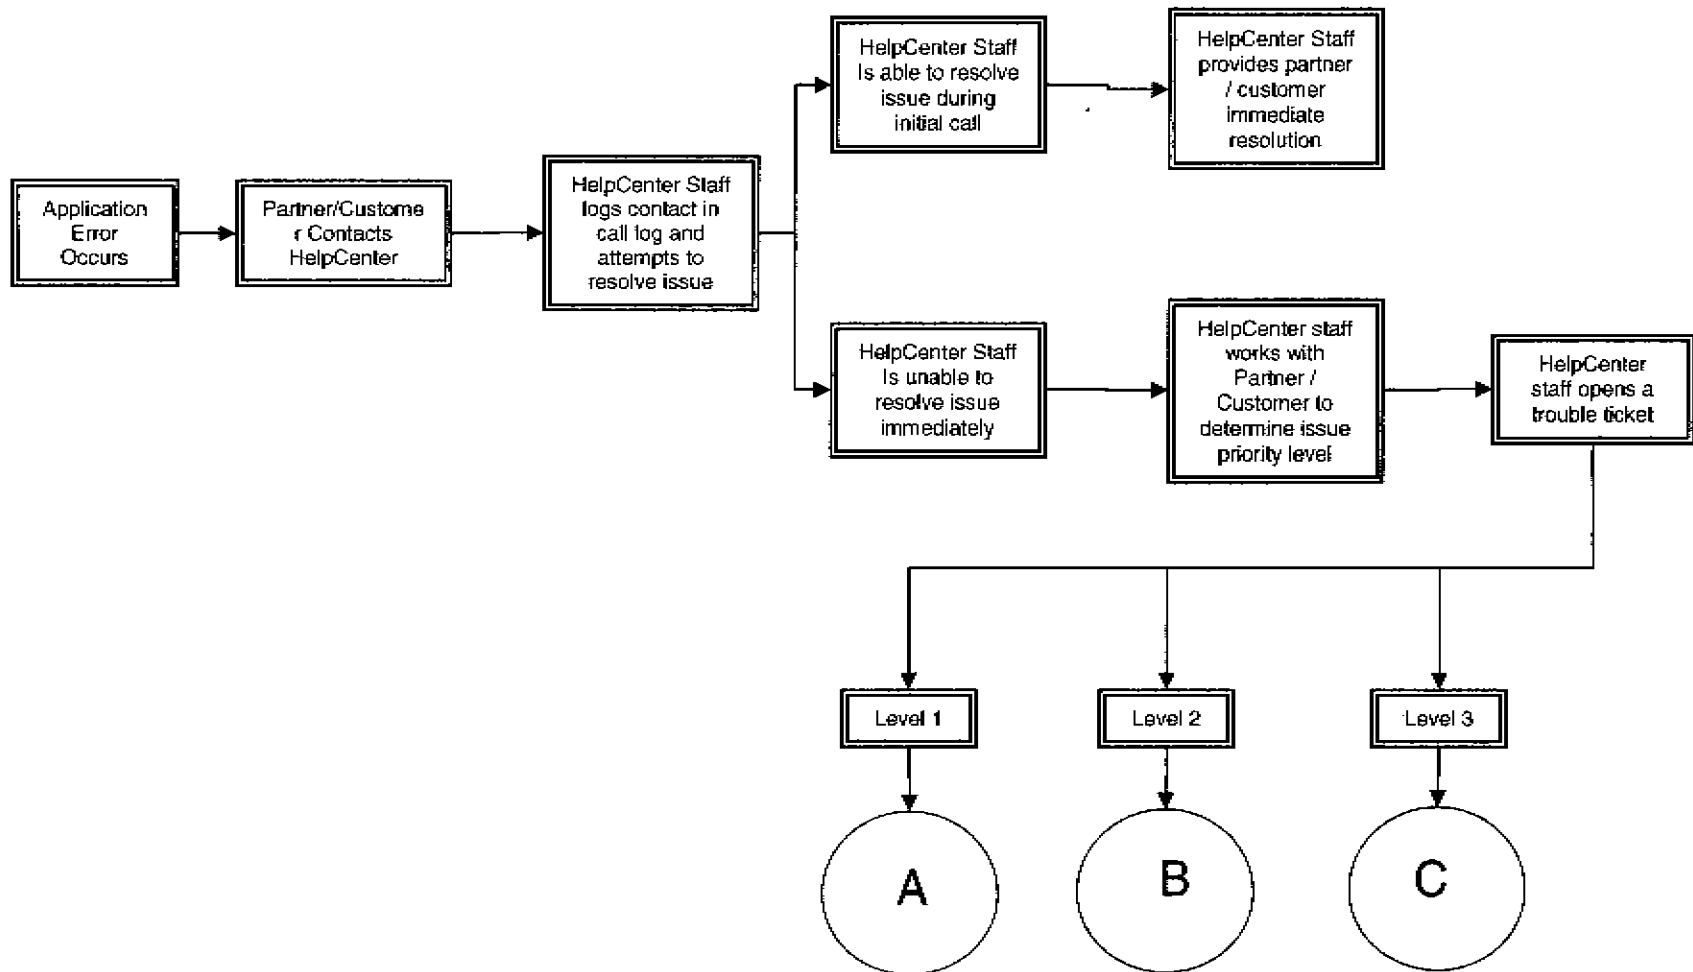 Application
Error
Occurs
Partner/Custome
r Contacts
HelpCenter
HelpCenter Staff
logs contact in
call log and
attempts to
resolve issue
HelpCenter Staff
Is able to resolve
issue during
initial call
HelpCenter Staff
provides partner
/ customer
immediate
resolution
HelpCenter Staff
Is unable to
resolve issue
immediately
HelpCenter staff
works with
Partner /
Customer to
determine issue
priority level
HelpCenter
staff opens a
trouble ticket
Level 1
Level 2
Level 3
A
B
C